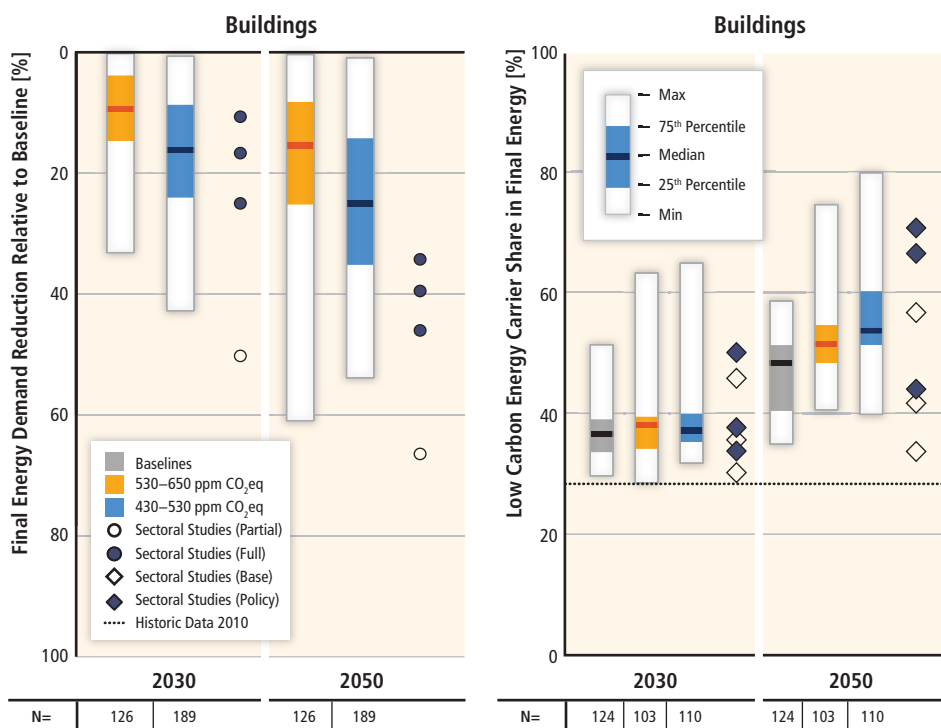 Buildings
Final Energy Demand Reduction Relative to Baseline [%]
0
20
40
60
80
100
Baselines
530–650 ppm CO₂eq
430–530 ppm CO₂eq
Sectoral Studies (Partial)
Sectoral Studies (Full)
Sectoral Studies (Base)
Sectoral Studies (Policy)
Historic Data 2010
2030 2050
N= 126 189 126 189
Buildings
Low Carbon Energy Carrier Share in Final Energy [%]
100
80
60
40
20
0
Max
75th Percentile
Median
25th Percentile
Min
2030 2050
N= 124 103 110 124 103 110